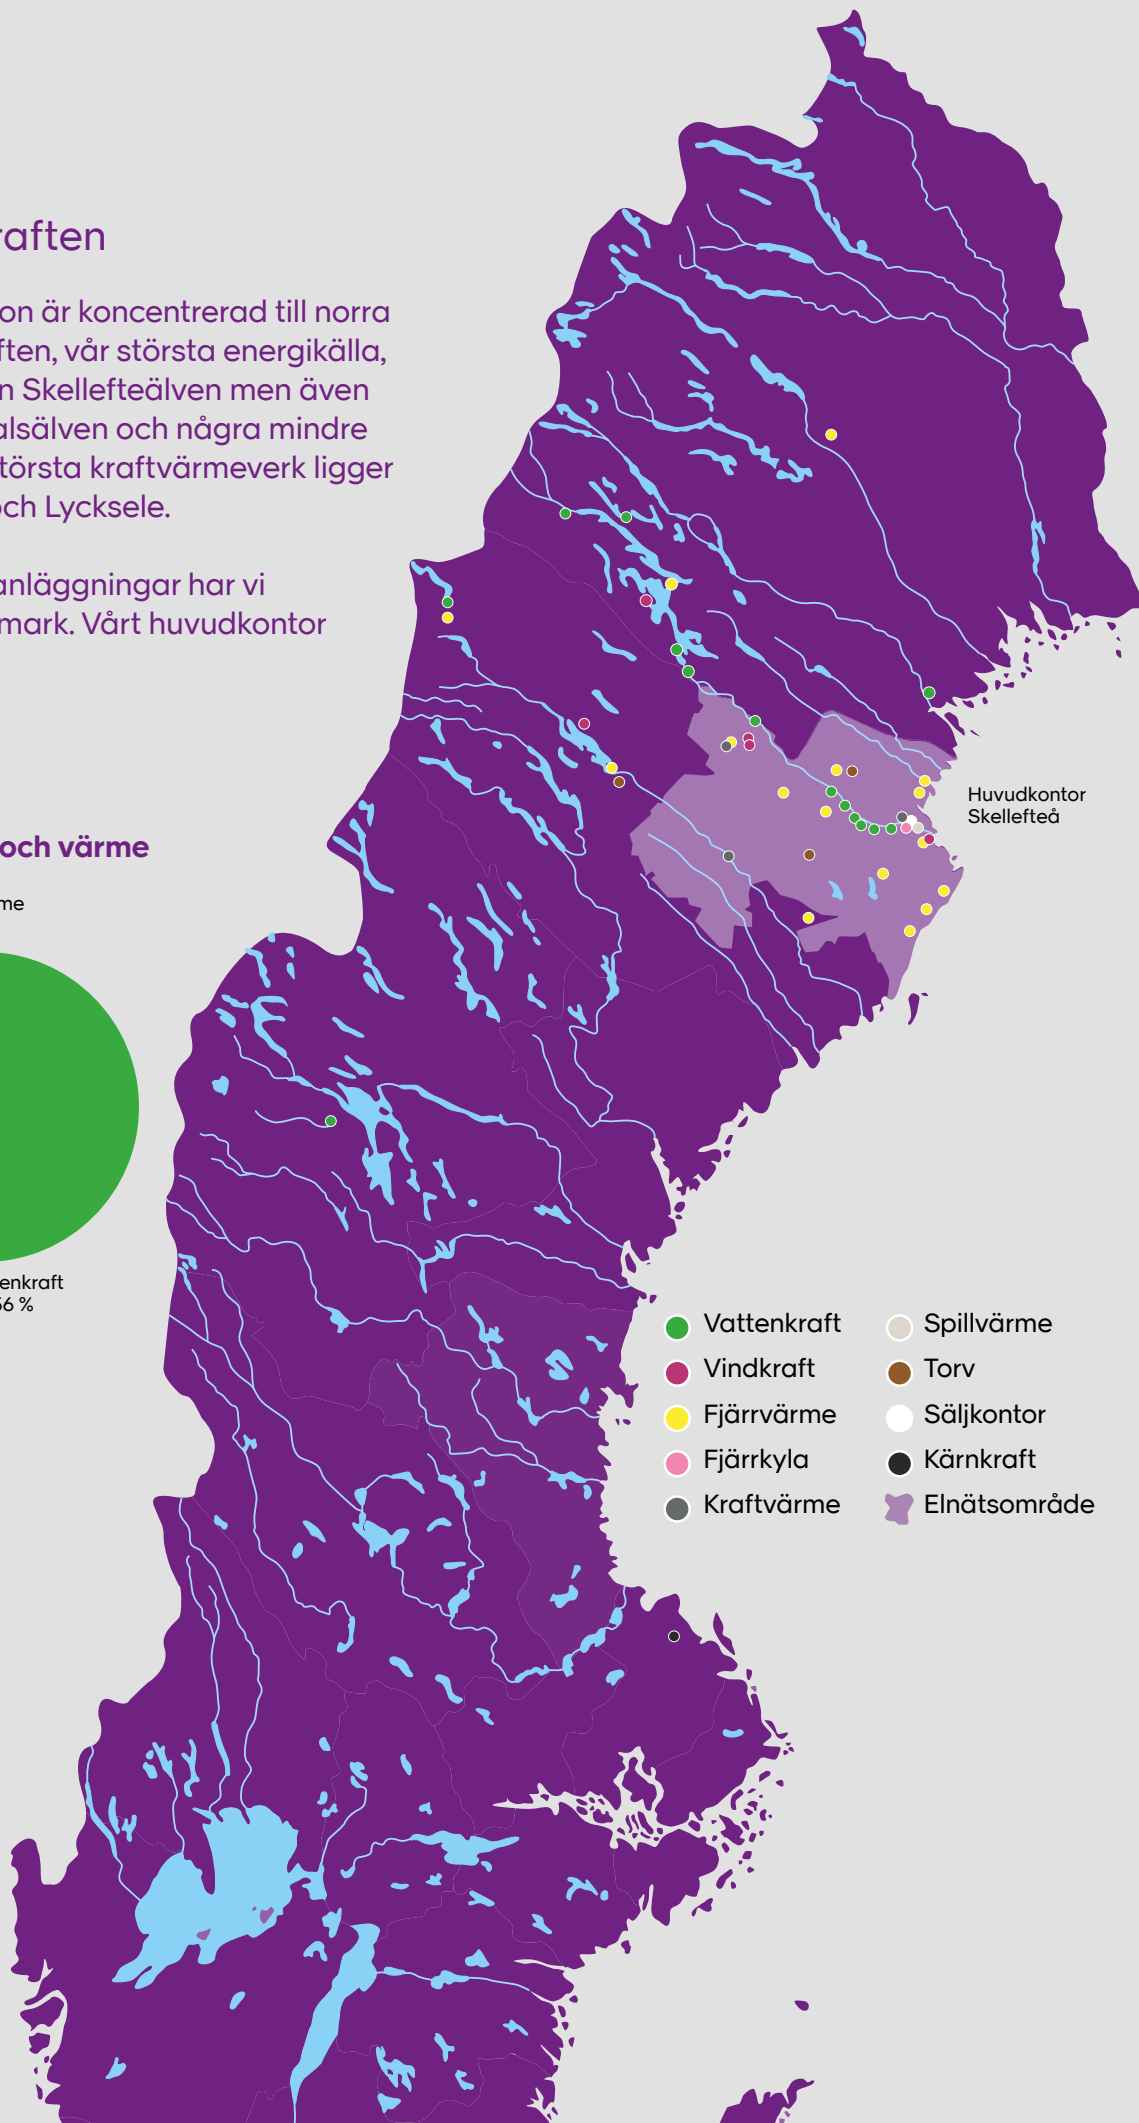 raften
on är koncentrerad till norra
ften, vår största energikälla,
n Skellefteälven men även
alsälven och några mindre
törsta kraftvärmeverk ligger
och Lycksele.
anläggningar har vi
mark. Vårt huvudkontor
och värme
me
enkraft
56 %
Huvudkontor
Skellefteå
Vattenkraft
Vindkraft
Fjärrvärme
Fjärrkyla
Kraftvärme
Spillvärme
Torv
Säljkontor
Kärnkraft
Elnätsområde